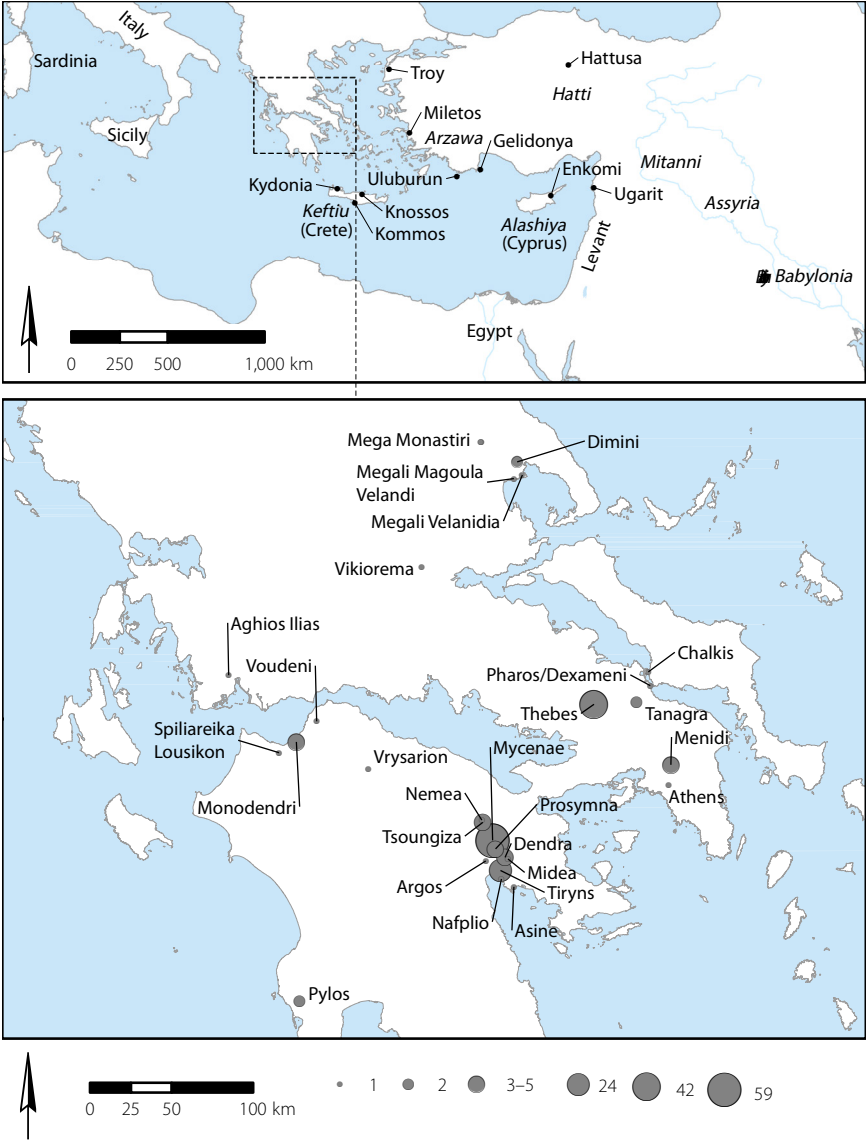 Italy
Sardinia
Sicily
Troy
Hattusa
Hatti
Miletos
Arzawa
Gelidonya
Uluburun
Enkomi
Mitanni
Kydonia
Knossos
Ugarit
Keftiu
(Crete)
Kommos
Alashiya
(Cyprus)
Assyria
Levant
Babylonia
Egypt
0 250 500 1,000 km
Mega Monastiri
Dimini
Megali Magoula
Velandi
Megali Velanidia
Vikiorema
Aghios Ilias
Voudeni
Chalkis
Pharos/Dexameni
Thebes
Tanagra
Spiliareika
Lousikon
Mycenae
Menidi
Vrysarion
Monodendri
Nemea
Prosymna
Athens
Tsoungiza
Dendra
Argos
Midea
Tiryns
Nafplio
Asine
Pylos
0 25 50 100 km
1 2 3–5 24 42 59